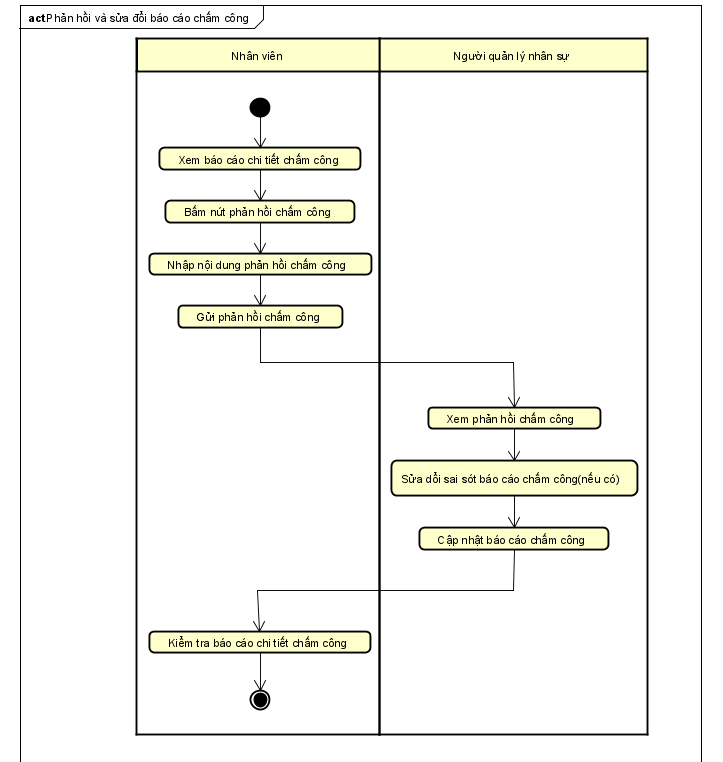 act Phản hồi và sửa đổi báo cáo chấm công
Nhân viên
Người quản lý nhân sự
Xem báo cáo chi tiết chấm công
Bấm nút phản hồi chấm công
Nhập nội dung phản hồi chấm công
Gửi phản hồi chấm công
Xem phản hồi chấm công
Sửa dổi sai sót báo cáo chấm công(nếu có)
Cập nhật báo cáo chấm công
Kiểm tra báo cáo chi tiết chấm công